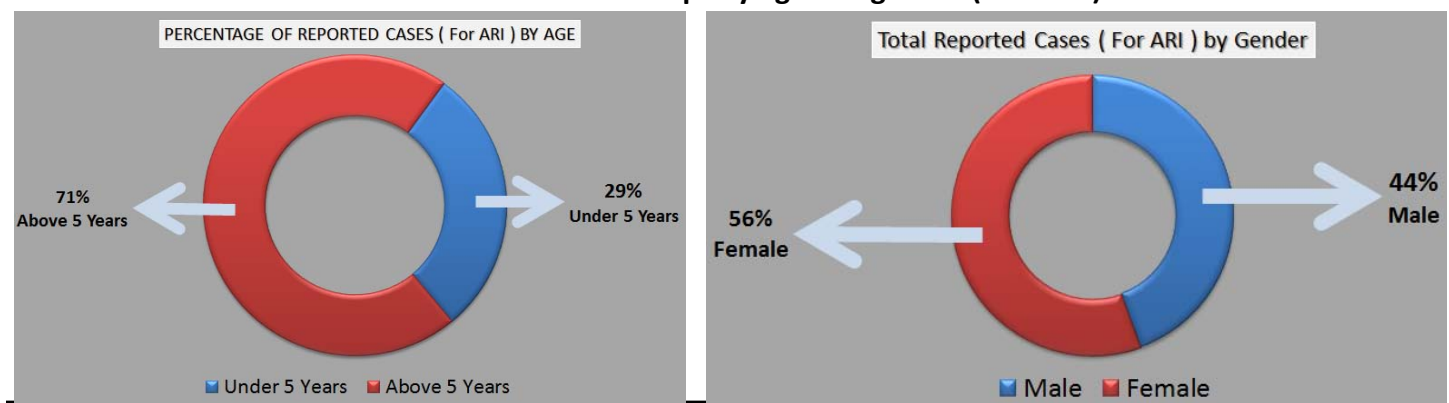 PERCENTAGE OF REPORTED CASES ( For ARI ) BY AGE
71%
Above 5 Years
29%
Under 5 Years
Under 5 Years Above 5 Years
Total Reported Cases ( For ARI ) by Gender
44%
Male
56%
Female
Male Female